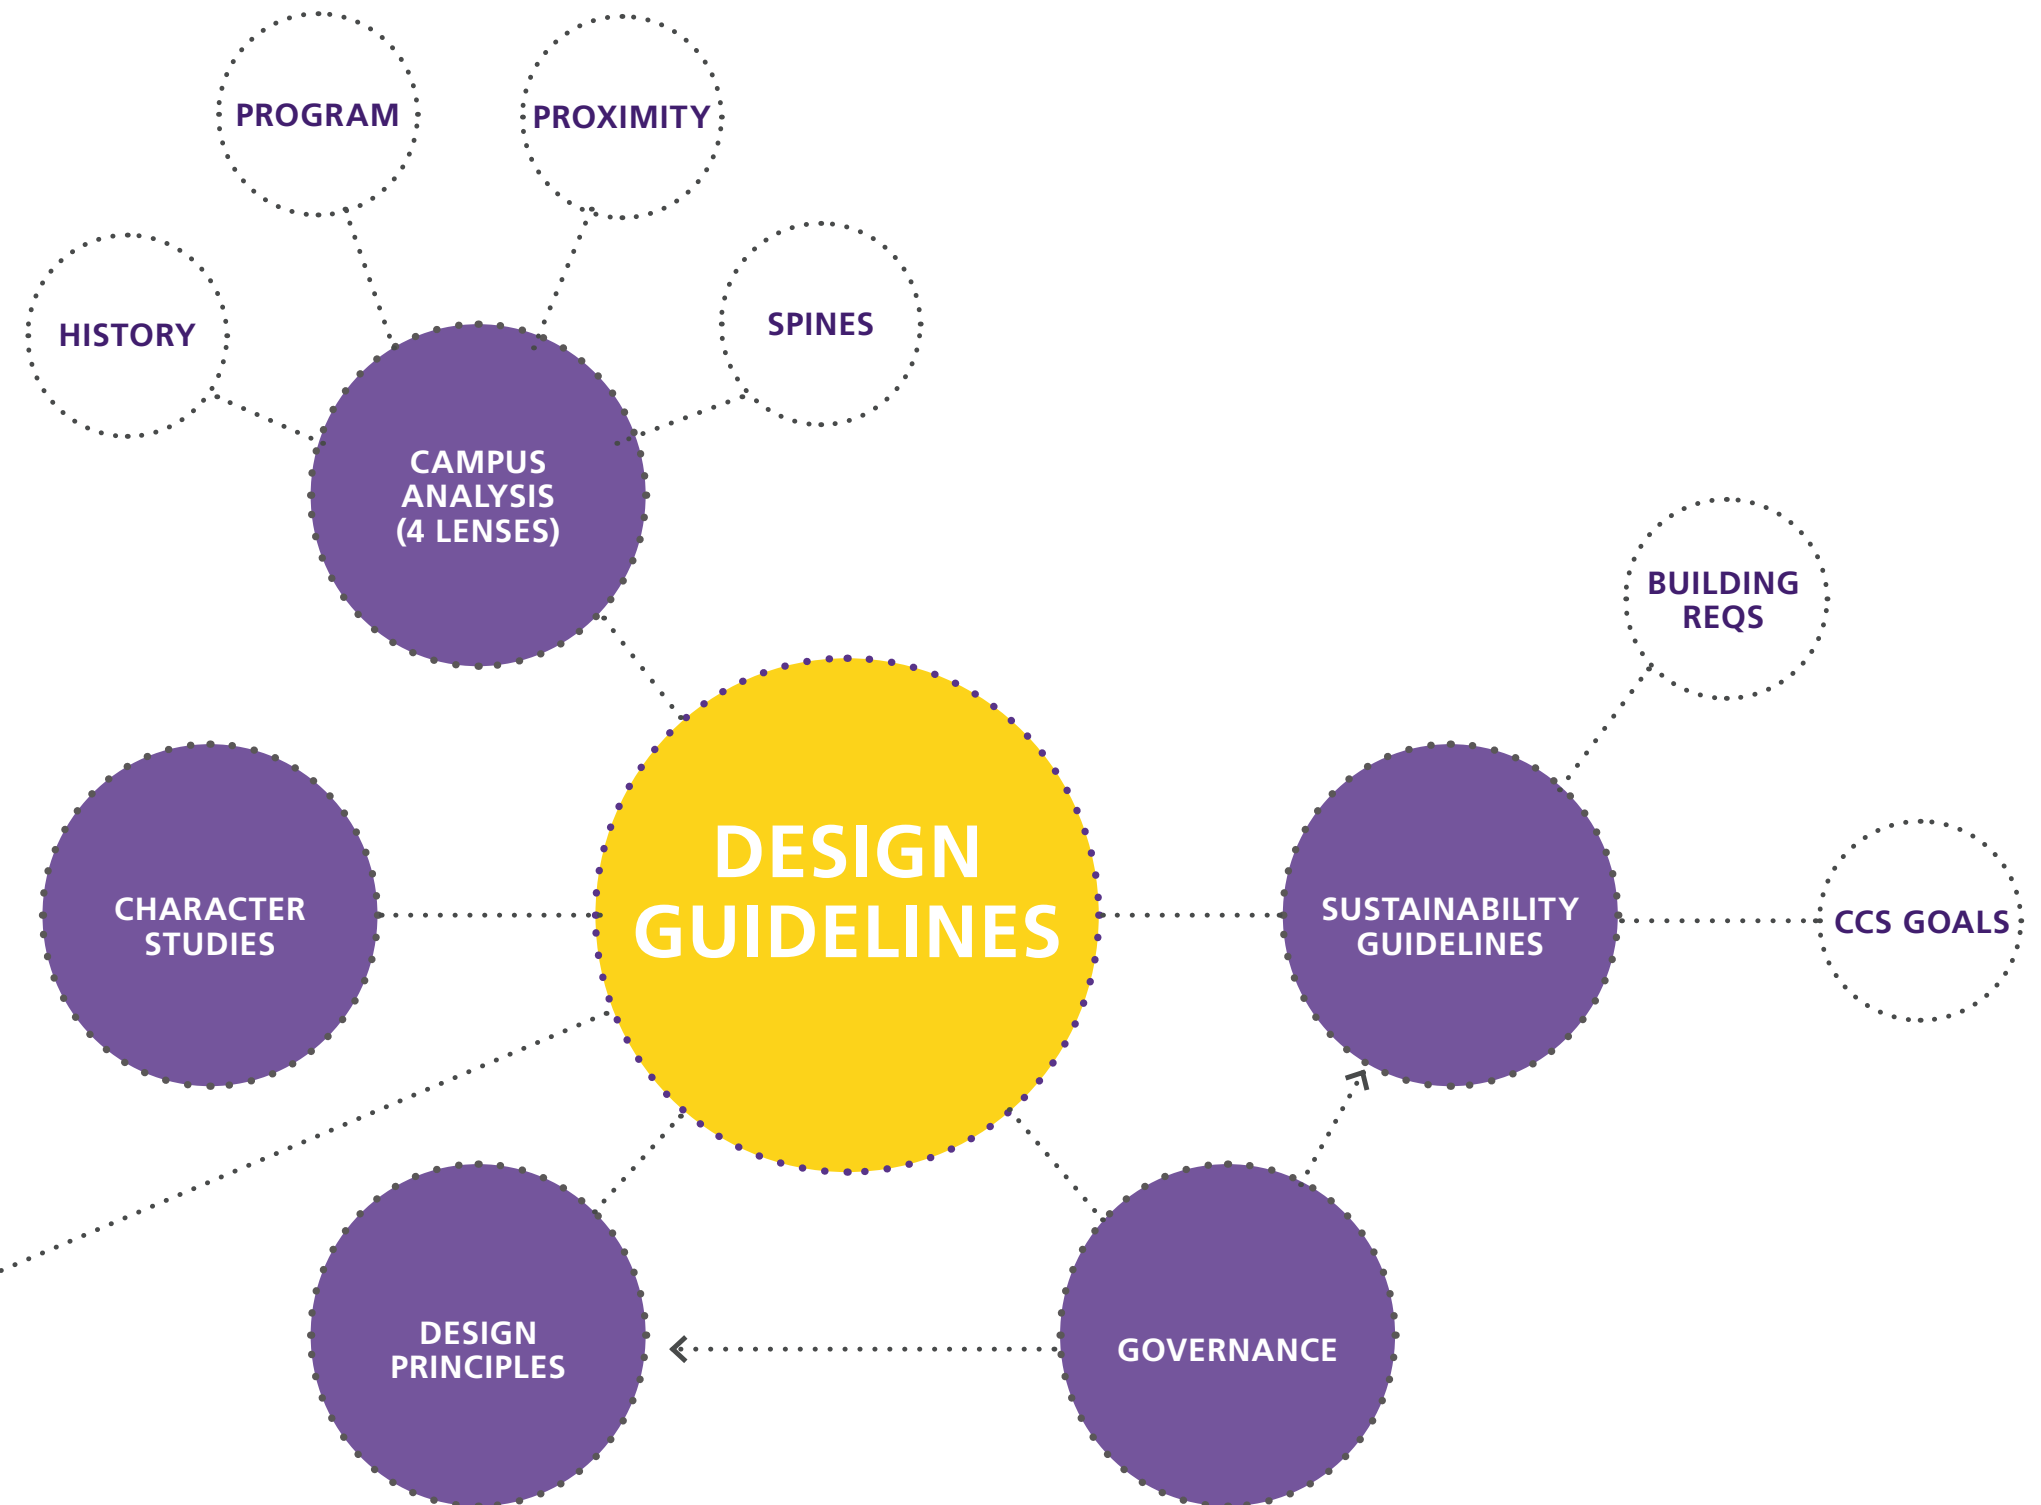 PROGRAM
PROXIMITY
HISTORY
SPINES
CAMPUS
ANALYSIS
(4 LENSES)
BUILDING
REQS
DESIGN
GUIDELINES
CHARACTER
STUDIES
SUSTAINABILITY
GUIDELINES
CCS GOALS
DESIGN
PRINCIPLES
GOVERNANCE